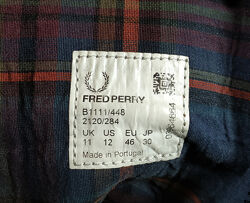 FRED PERRY
B1111/448
2120/284
UK US EU JP
11 12 46 30
Made in Portugal